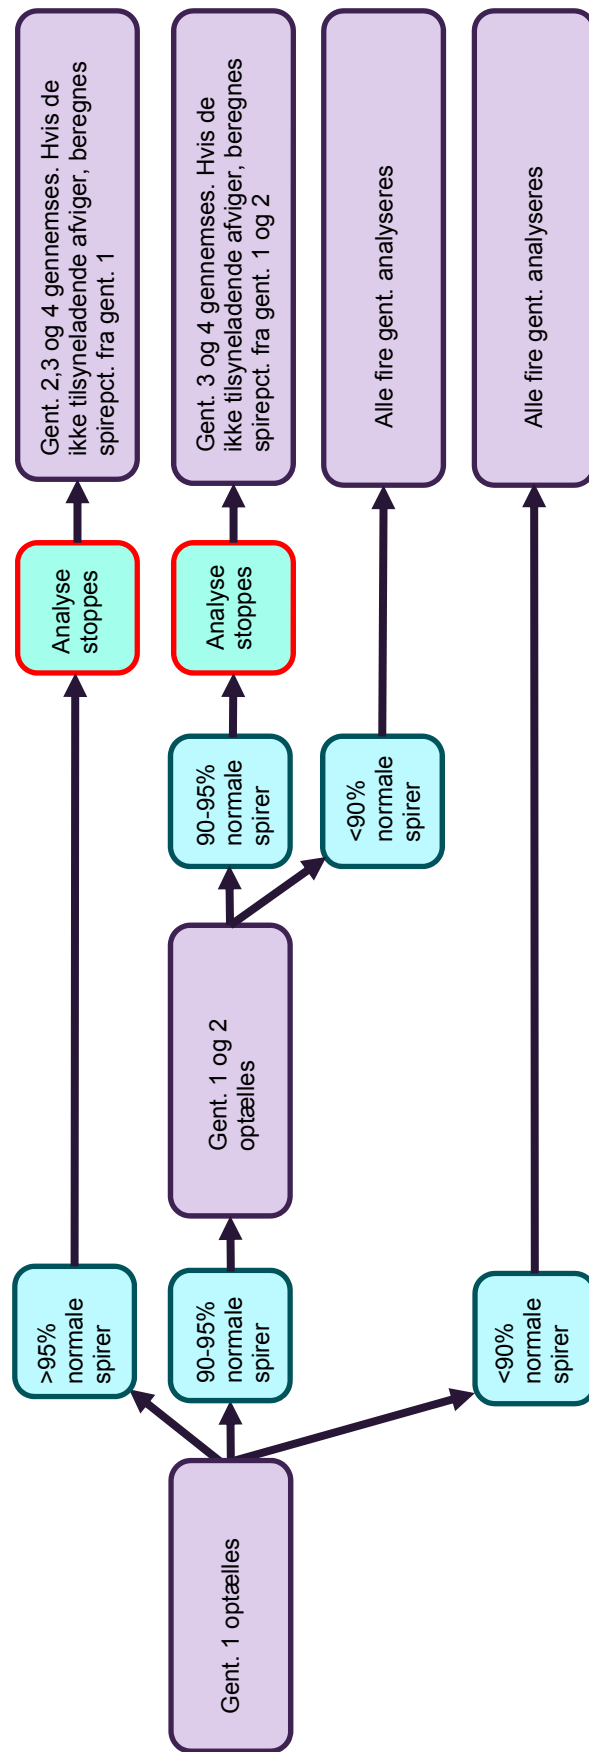 Gent. 1 optælles
>95%
normale
spirer
Analyse
stoppes
Gent. 2,3 og 4 gennemses. Hvis de
ikke tilsyneladende afviger, beregnes
spirepct. fra gent. 1
90-95%
normale
spirer
Gent. 1 og 2
optælles
90-95%
normale
spirer
Analyse
stoppes
Gent. 3 og 4 gennemses. Hvis de
ikke tilsyneladende afviger, beregnes
spirepct. fra gent. 1 og 2
<90%
normale
spirer
Alle fire gent. analyseres
<90%
normale
spirer
Alle fire gent. analyseres